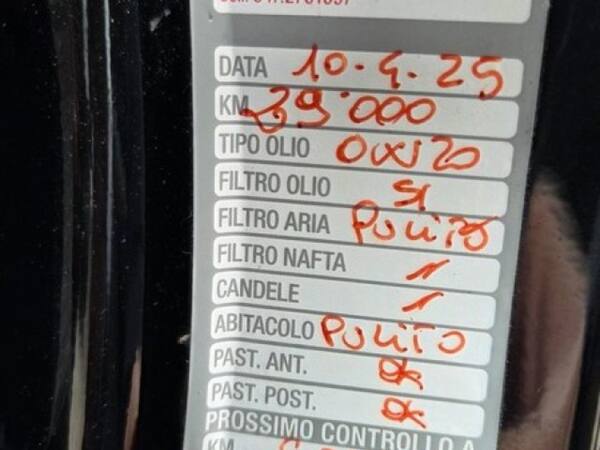 DATA 10.4.25
KM 39.000
TIPO OLIO 0W20
FILTRO OLIO SI
FILTRO ARIA PULITO
FILTRO NAFTA
CANDELE
ABITACOLO PULITO
PAST. ANT. ok
PAST. POST. ok
PROSSIMO CONTROLLO A
KM